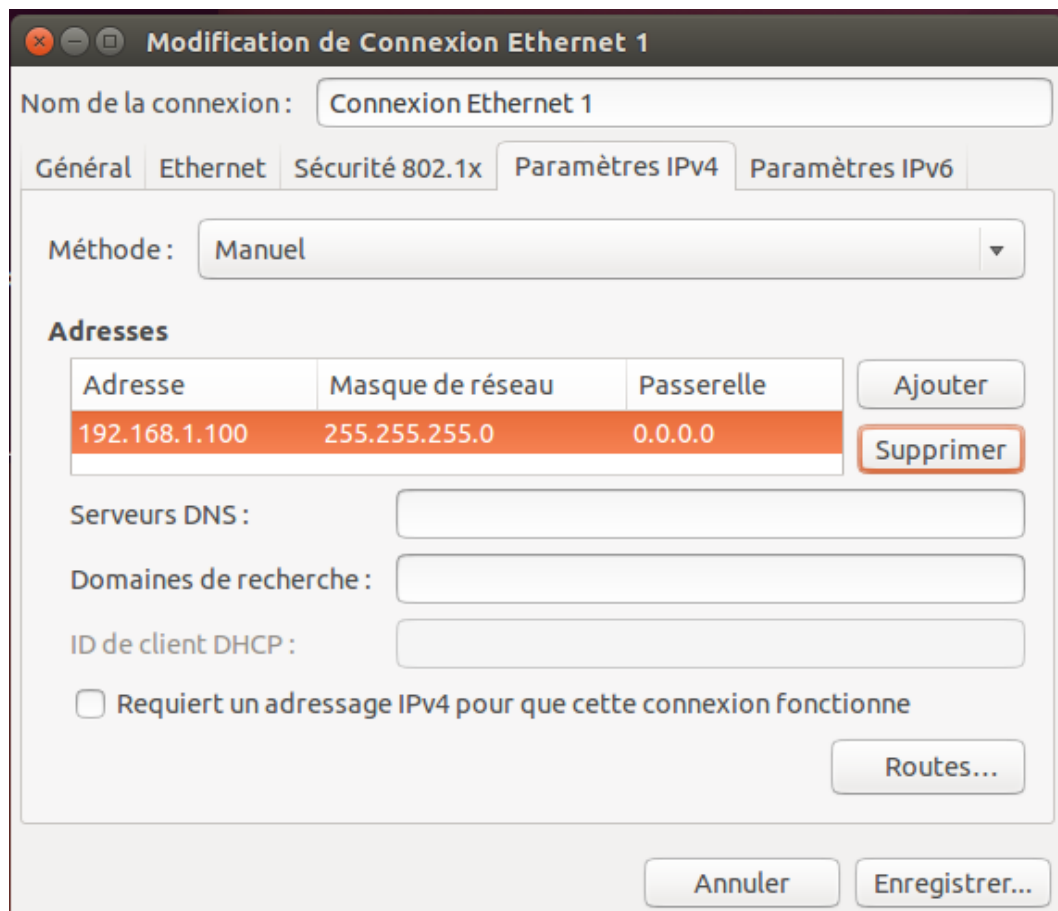 Modification de Connexion Ethernet 1
Nom de la connexion : Connexion Ethernet 1
Général Ethernet Sécurité 802.1x Paramètres IPv4 Paramètres IPv6
Méthode : Manuel
Adresses
Adresse Masque de réseau Passerelle Ajouter
192.168.1.100 255.255.255.0 0.0.0.0
Supprimer
Serveurs DNS :
Domaines de recherche :
ID de client DHCP :
Requiert un adressage IPv4 pour que cette connexion fonctionne
Routes…
Annuler Enregistrer...